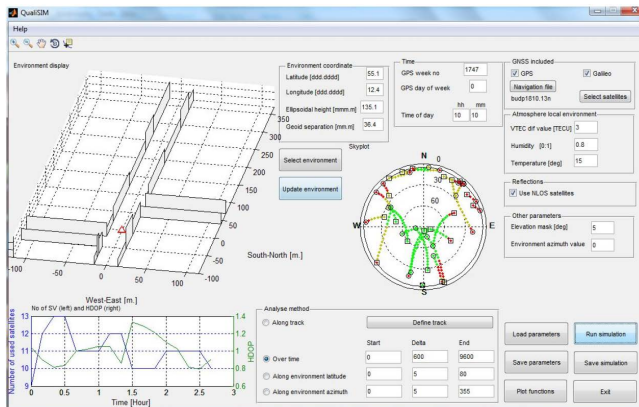 QualiSIM
Help
Environment display
350
300
250
200
150
100
50
0
-50
-100
-100
-50
0
50
100
South-North [m.]
West-East [m.]
Environment coordinate
Latitude [ddd.dddd] 55.1
Longitude [ddd.dddd] 12.4
Ellipsoidal height [mmm.m] 135.1
Geoid separation [mm.m] 36.4
Select environment
Update environment
Time
GPS week no 1747
GPS day of week 0
hh mm
Time of day 10 10
GNSS included
GPS Galileo
Navigation file
budp1810.13n
Select satellites
Atmosphere local environment
VTEC dif value [TECU] 3
Humidity [0:1] 0.8
Temperature [deg] 15
Reflections
Use NLOS satellites
Other parameters
Elevation mask [deg] 5
Environment azimuth value 0
Skyplot
N
0
30
60
W
E
S
No of SV (left) and HDOP (right)
Number of used satelites
13
12
11
10
9
HDOP
1.4
1.2
1
0.8
0.6
0 0.5 1 1.5 2 2.5 3
Time [Hour]
Analyse method
Along track
Define track
Start Delta End
Over time 0 600 9600
Along environment latitude 0 5 80
Along environment azimuth 0 5 355
Load parameters
Run simulation
Save parameters
Save simulation
Plot functions
Exit